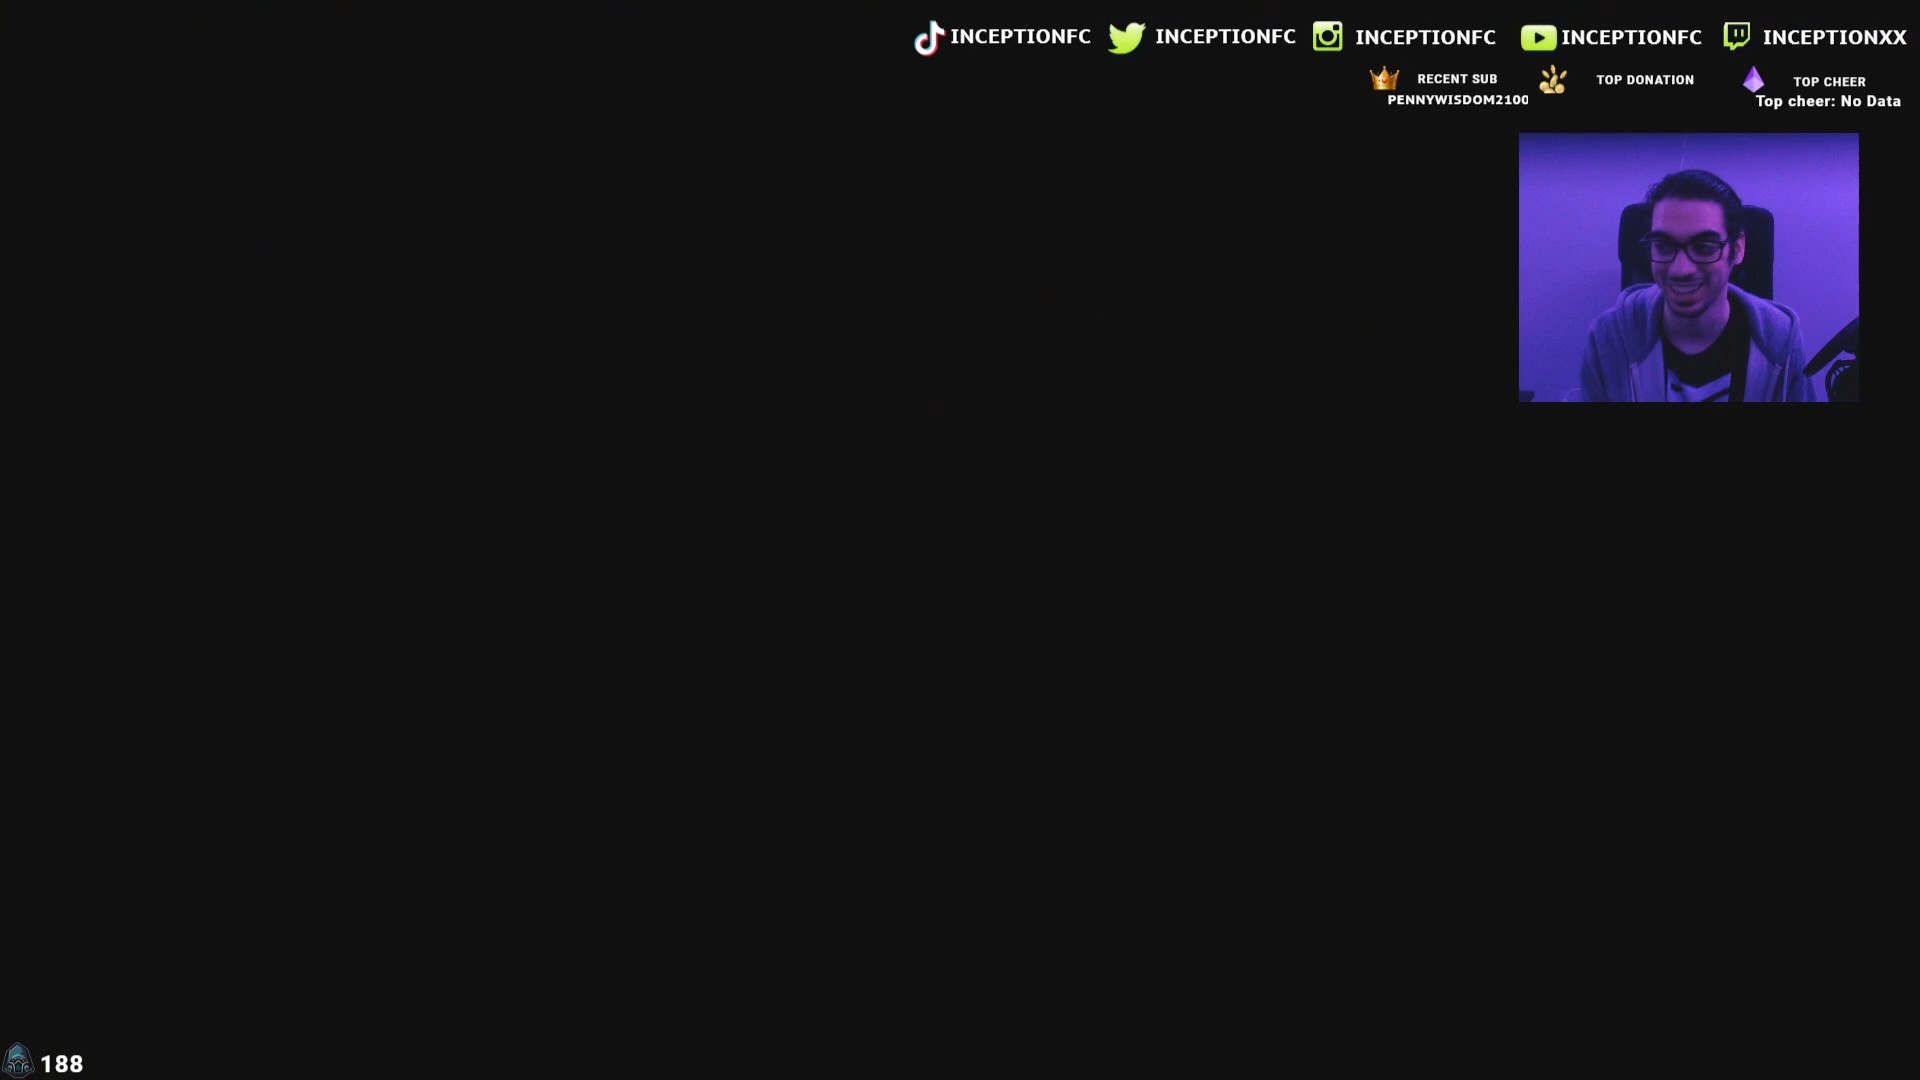 INCEPTIONFC INCEPTIONFC INCEPTIONFC INCEPTIONFC INCEPTIONXX
RECENT SUB TOP DONATION TOP CHEER
PENNYWISDOM2100 Top cheer: No Data
188